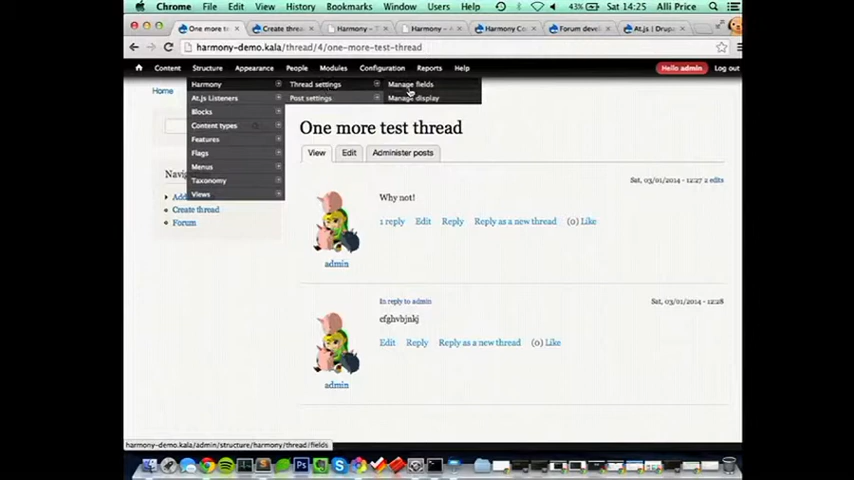 Chrome File Edit View History Bookmarks Window Users Help 43% Sat 14:25 Alli Price
One more te Create threa Harmony – T Harmony – Harmony Co Forum deve At.js | Drup
harmony-demo.kala/thread/4/one-more-test-thread
Content Structure Appearance People Modules Configuration Reports Help Hello admin Log out
Home
Harmony Thread settings Manage fields
At.js Listeners Post settings Manage display
Blocks
Content types
Features
Flags
Menus
Taxonomy
Views
Create thread
Forum
One more test thread
View Edit Administer posts
Sat, 03/01/2014 - 12:27 2 edits
Why not!
1 reply Edit Reply Reply as a new thread (0) Like
admin
In reply to admin Sat, 03/01/2014 - 12:28
cfghvbjnkj
Edit Reply Reply as a new thread (0) Like
admin
harmony-demo.kala/admin/structure/harmony/thread/fields